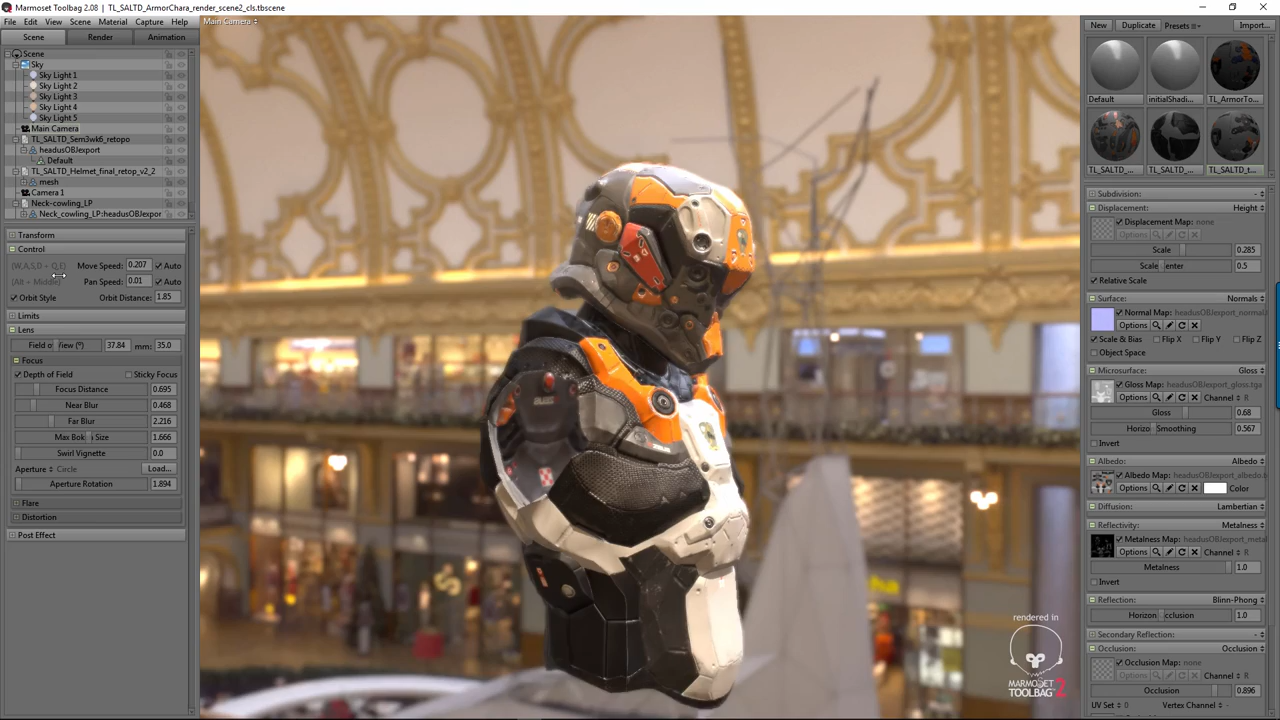 Marmoset Toolbag 2.08 | TL_SALTD_ArmorChara_render_scene2_cls.tbscene
File Edit View Scene Material Capture Help
Main Camera
Scene Render Animation
Scene
Sky
Sky Light 1
Sky Light 2
Sky Light 3
Sky Light 4
Sky Light 5
Main Camera
TL_SALTD_Sem3wk6_retopo
headusOBJexport
Default
TL_SALTD_Helmet_final_retop_v2_2
mesh
Camera 1
Neck-cowling_LP
Neck_cowling_LP:headusOBJexpor
Transform
Control
(W,A,S,D + Q,E) Move Speed: 0.207 Auto
(Alt + Middle) Pan Speed: 0.01 Auto
Orbit Style Orbit Distance: 1.85
Limits
Lens
Field o View (°) 37.84 mm: 35.0
Focus
Depth of Field Sticky Focus
Focus Distance 0.695
Near Blur 0.468
Far Blur 2.216
Max Bok Size 1.666
Swirl Vignette 0.0
Aperture Circle Load...
Aperture Rotation 1.894
Flare
Distortion
Post Effect
rendered in
MARMOSET
TOOLBAG 2
New Duplicate Presets Import...
Default initialShadi... TL_ArmorTo...
TL_SALTD_... TL_SALTD_... TL_SALTD_t...
Subdivision: -
Displacement: Height
Displacement Map: none
Options
Scale 0.285
Scale enter 0.5
Relative Scale
Surface: Normals
Normal Map: headusOBJexport_normal
Options
Scale & Bias Flip X Flip Y Flip Z
Object Space
Microsurface: Gloss
Gloss Map: headusOBJexport_gloss.tga
Options Channel R
Gloss 0.68
Horizo Smoothing 0.567
Invert
Albedo: Albedo
Albedo Map: headusOBJexport_albedo.t
Options Color
Diffusion: Lambertian
Reflectivity: Metalness
Metalness Map: headusOBJexport_metal
Options Channel R
Metalness 1.0
Invert
Reflection: Blinn-Phong
Horizon cclusion 1.0
Secondary Reflection: -
Occlusion: Occlusion
Occlusion Map: none
Options Channel R
Occlusion 0.896
UV Set 0 Vertex Channel -